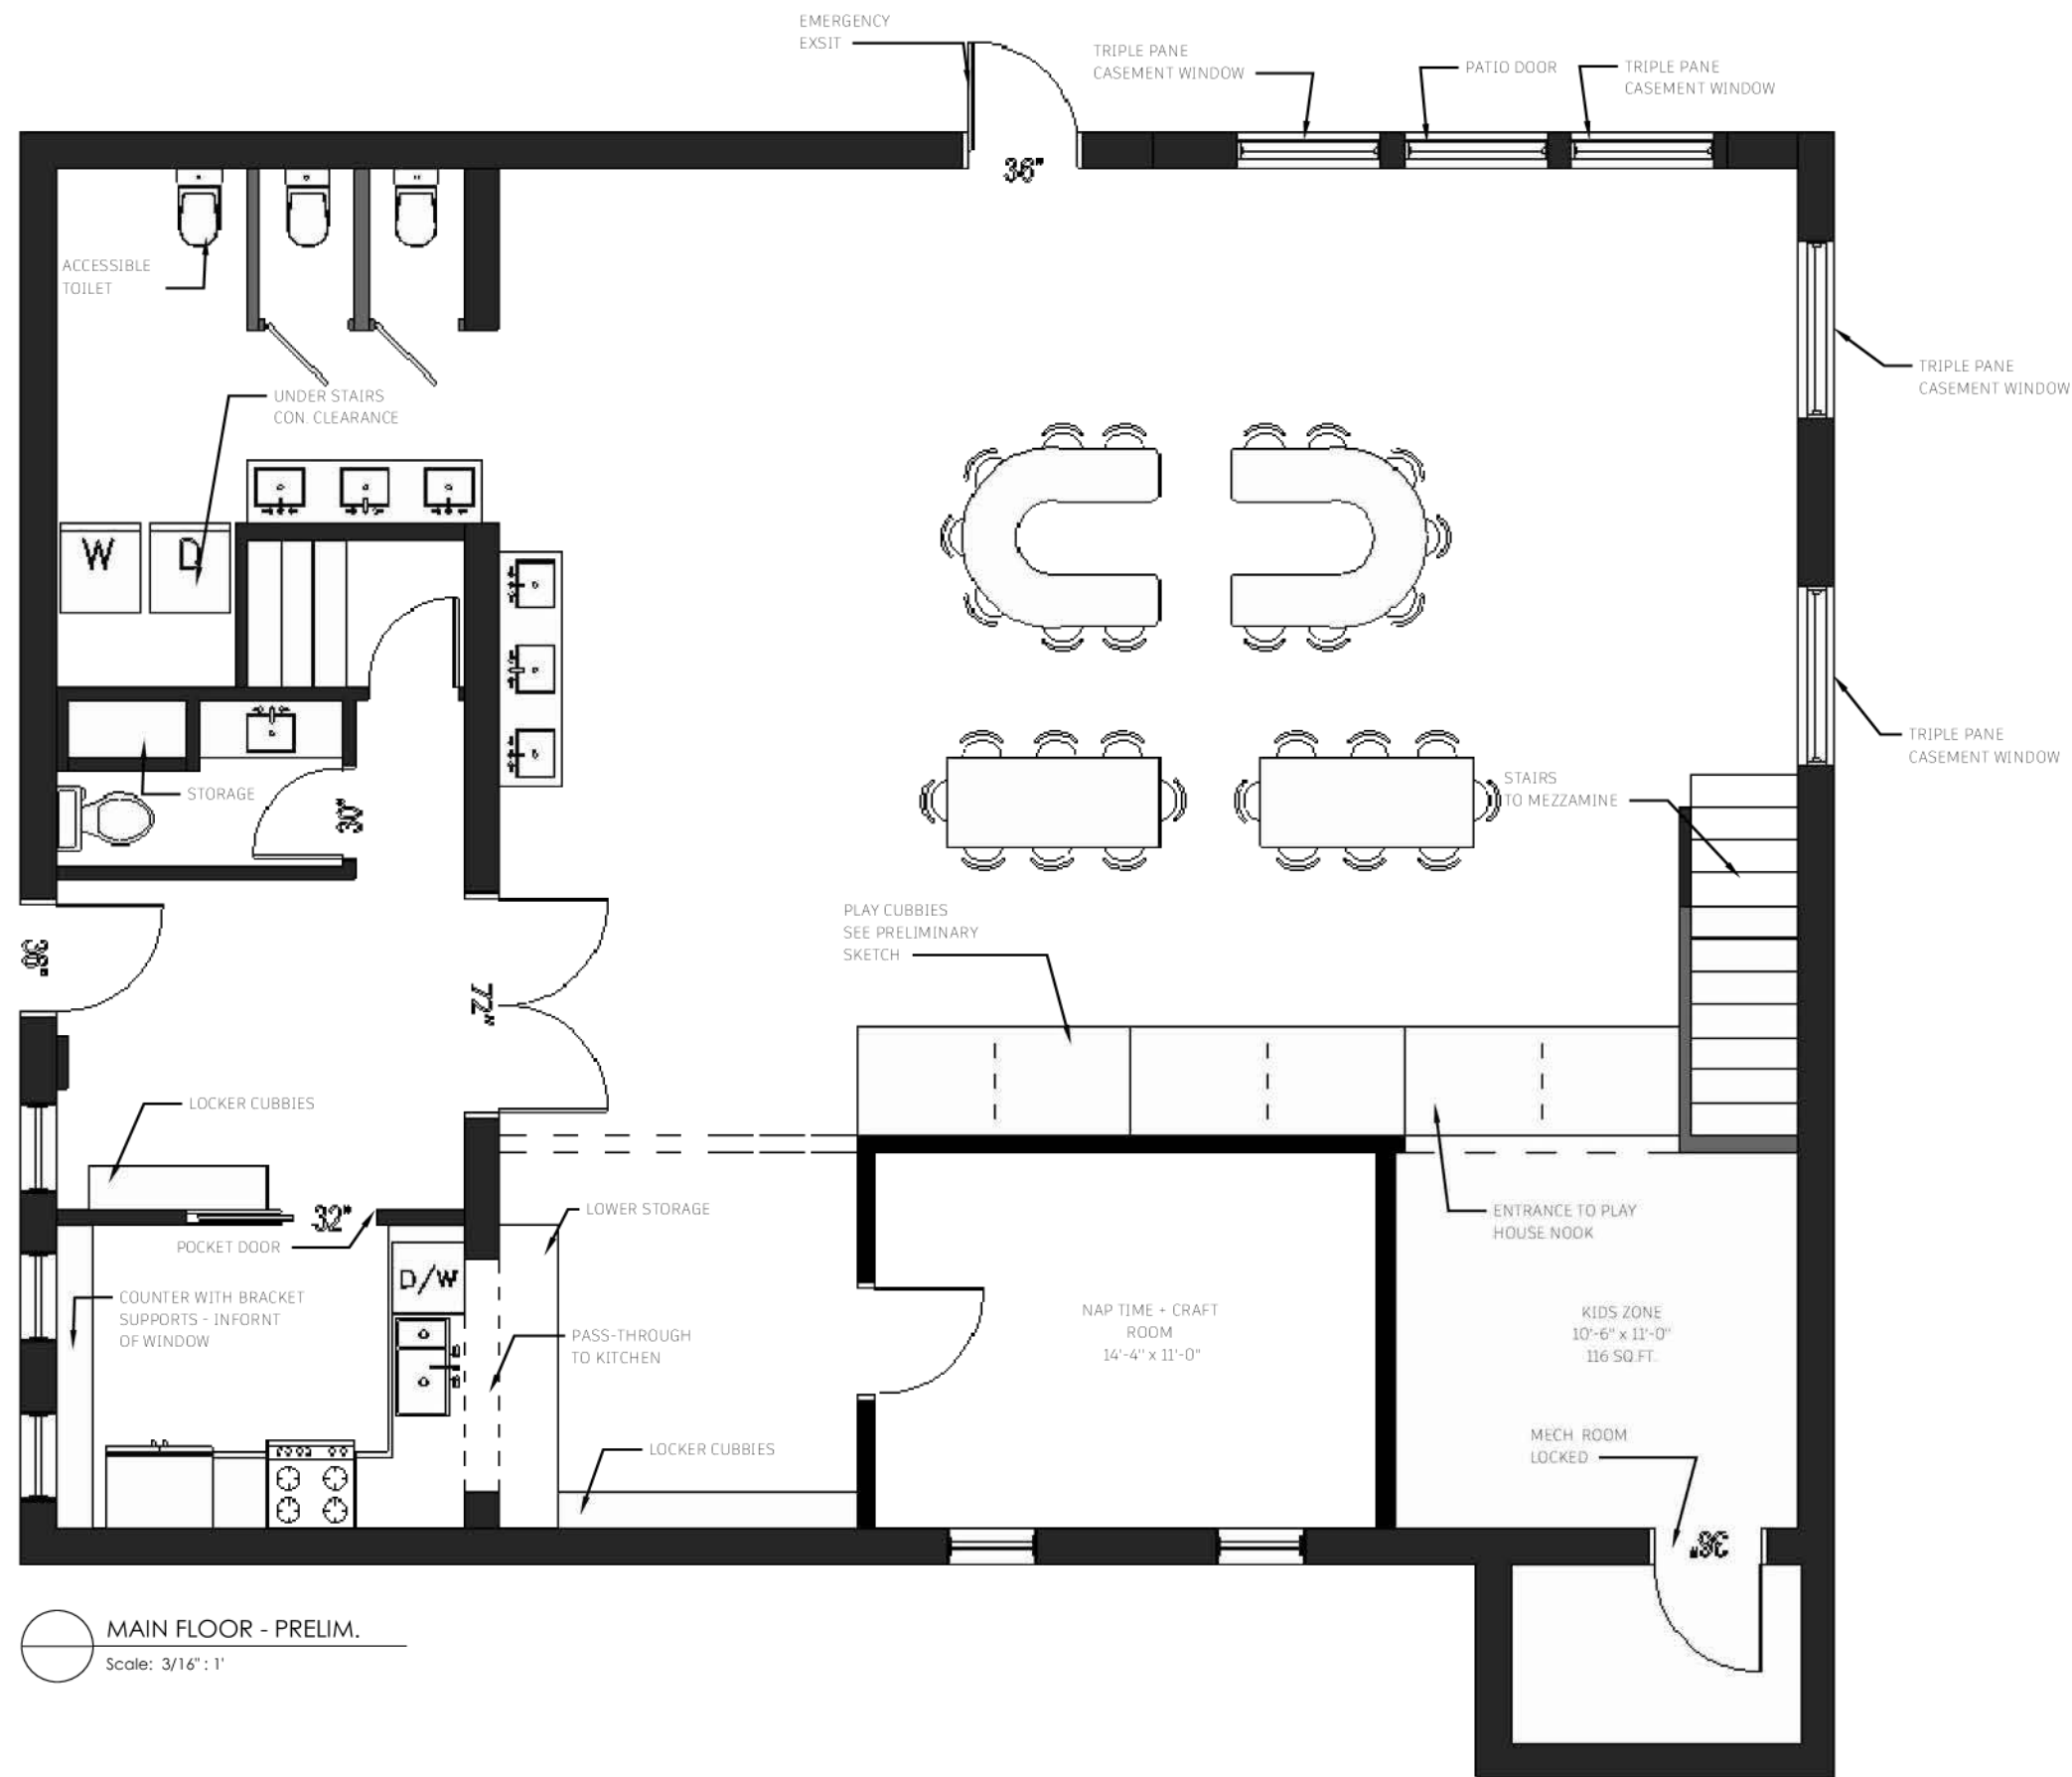 EMERGENCY
EXSIT
TRIPLE PANE
CASEMENT WINDOW
PATIO DOOR
TRIPLE PANE
CASEMENT WINDOW
36"
ACCESSIBLE
TOILET
TRIPLE PANE
CASEMENT WINDOW
UNDER STAIRS
CON. CLEARANCE
W
D
TRIPLE PANE
CASEMENT WINDOW
STORAGE
30"
STAIRS
TO MEZZAMINE
PLAY CUBBIES
SEE PRELIMINARY
SKETCH
36"
72"
LOCKER CUBBIES
LOWER STORAGE
32"
POCKET DOOR
ENTRANCE TO PLAY
HOUSE NOOK
D/W
COUNTER WITH BRACKET
SUPPORTS - INFORNT
OF WINDOW
PASS-THROUGH
TO KITCHEN
NAP TIME + CRAFT
ROOM
14'-4" x 11'-0"
KIDS ZONE
10'-6" x 11'-0"
116 SQ.FT.
LOCKER CUBBIES
MECH. ROOM
LOCKED
36"
MAIN FLOOR - PRELIM.
Scale: 3/16" : 1'